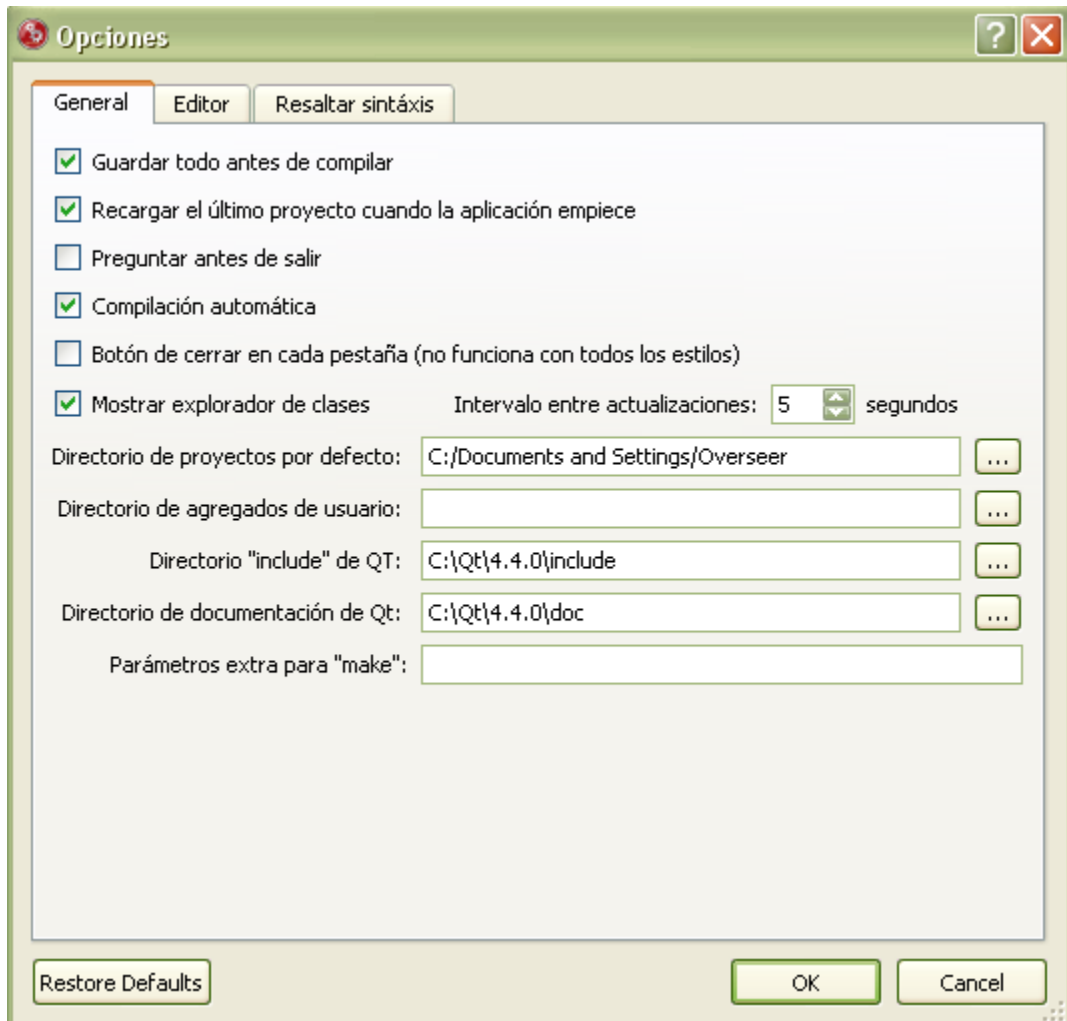 Opciones
General Editor Resaltar sintáxis
Guardar todo antes de compilar
Recargar el último proyecto cuando la aplicación empiece
Preguntar antes de salir
Compilación automática
Botón de cerrar en cada pestaña (no funciona con todos los estilos)
Mostrar explorador de clases Intervalo entre actualizaciones: 5 segundos
Directorio de proyectos por defecto: C:/Documents and Settings/Overseer ...
Directorio de agregados de usuario: ...
Directorio "include" de QT: C:\Qt\4.4.0\include ...
Directorio de documentación de Qt: C:\Qt\4.4.0\doc ...
Parámetros extra para "make":
Restore Defaults OK Cancel